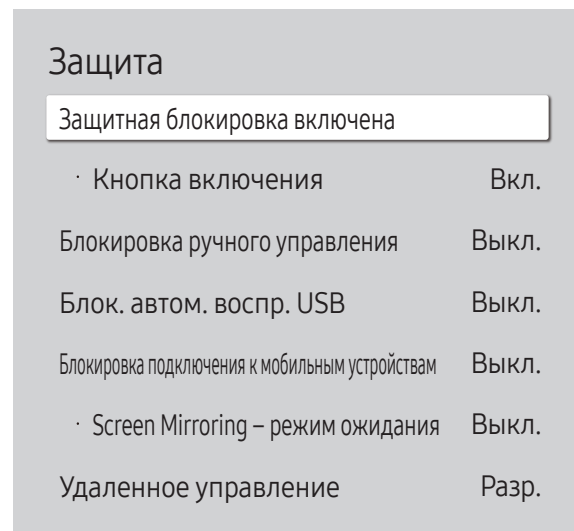 Защита
Защитная блокировка включена
· Кнопка включения Вкл.
Блокировка ручного управления Выкл.
Блок. автом. воспр. USB Выкл.
Блокировка подключения к мобильным устройствам Выкл.
· Screen Mirroring – режим ожидания Выкл.
Удаленное управление Разр.